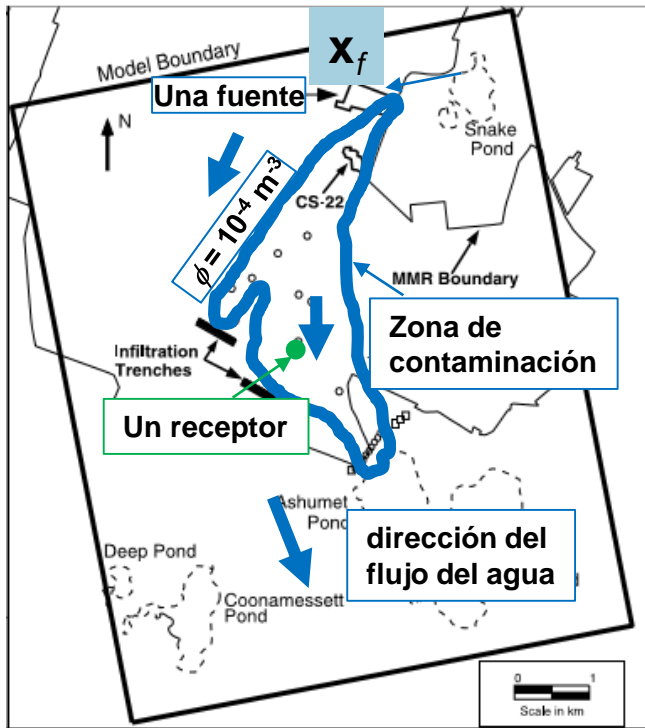 Model Boundary
x_f
Una fuente
N
Snake
Pond
CS-22
ϕ = 10⁻⁴ m⁻³
MMR Boundary
Zona de
contaminación
Infiltration
Trenches
Un receptor
Ashumet
Pond
dirección del
flujo del agua
Deep Pond
Coonamessett
Pond
0 1
Scale in km